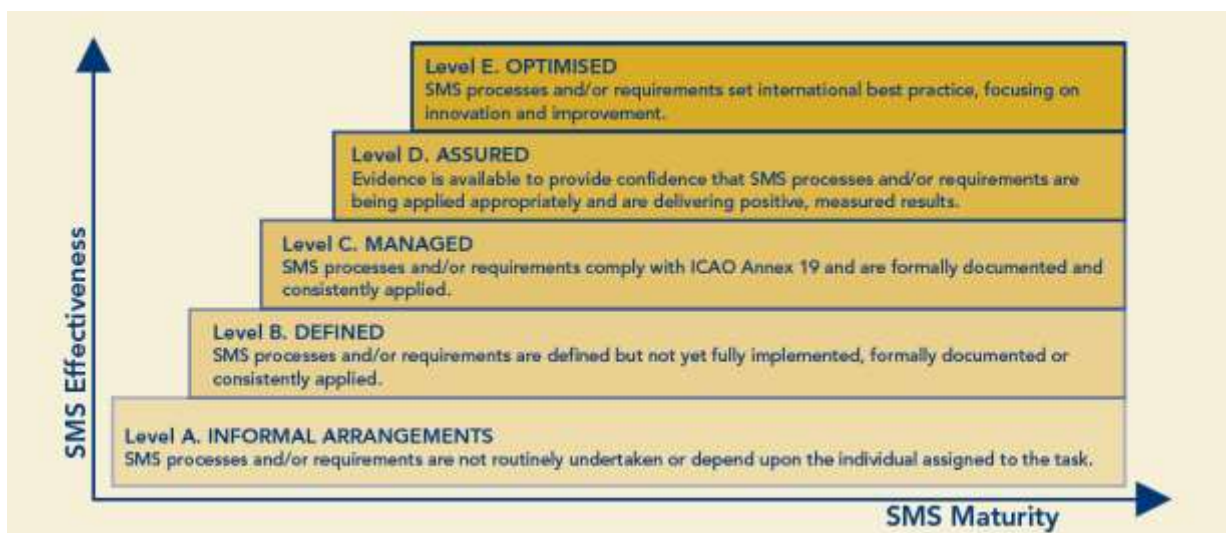 SMS Effectiveness
Level E. OPTIMISED
SMS processes and/or requirements set international best practice, focusing on
innovation and improvement.
Level D. ASSURED
Evidence is available to provide confidence that SMS processes and/or requirements are
being applied appropriately and are delivering positive, measured results.
Level C. MANAGED
SMS processes and/or requirements comply with ICAO Annex 19 and are formally documented and
consistently applied.
Level B. DEFINED
SMS processes and/or requirements are defined but not yet fully implemented, formally documented or
consistently applied.
Level A. INFORMAL ARRANGEMENTS
SMS processes and/or requirements are not routinely undertaken or depend upon the individual assigned to the task.
SMS Maturity